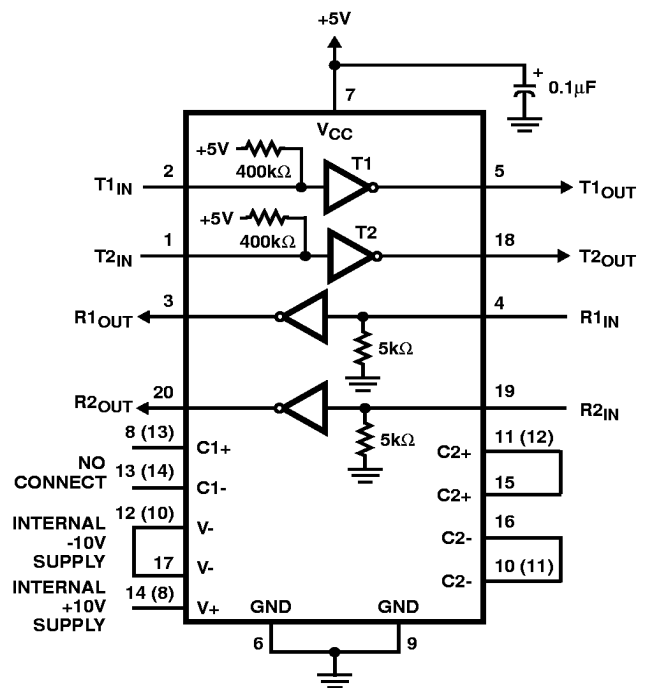 +5V
7
+
0.1μF
VCC
+5V
400kΩ
T1
T1IN
2
5
T1OUT
+5V
400kΩ
T2
T2IN
1
18
T2OUT
R1OUT
3
4
R1IN
5kΩ
R2OUT
20
19
R2IN
5kΩ
8 (13)
C1+
NO
CONNECT
13 (14)
C1-
C2+
11 (12)
C2+
15
INTERNAL
-10V
SUPPLY
12 (10)
V-
17
V-
C2-
16
C2-
10 (11)
INTERNAL
+10V
SUPPLY
14 (8)
V+
GND
GND
6
9